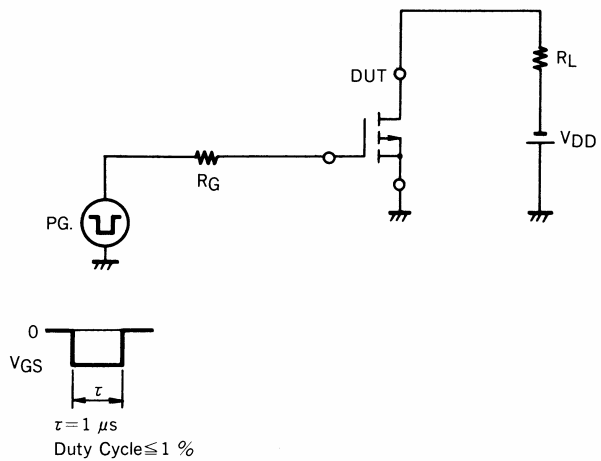 DUT
RL
VDD
RG
PG.
0
VGS
τ
τ=1 μs
Duty Cycle≦1 %